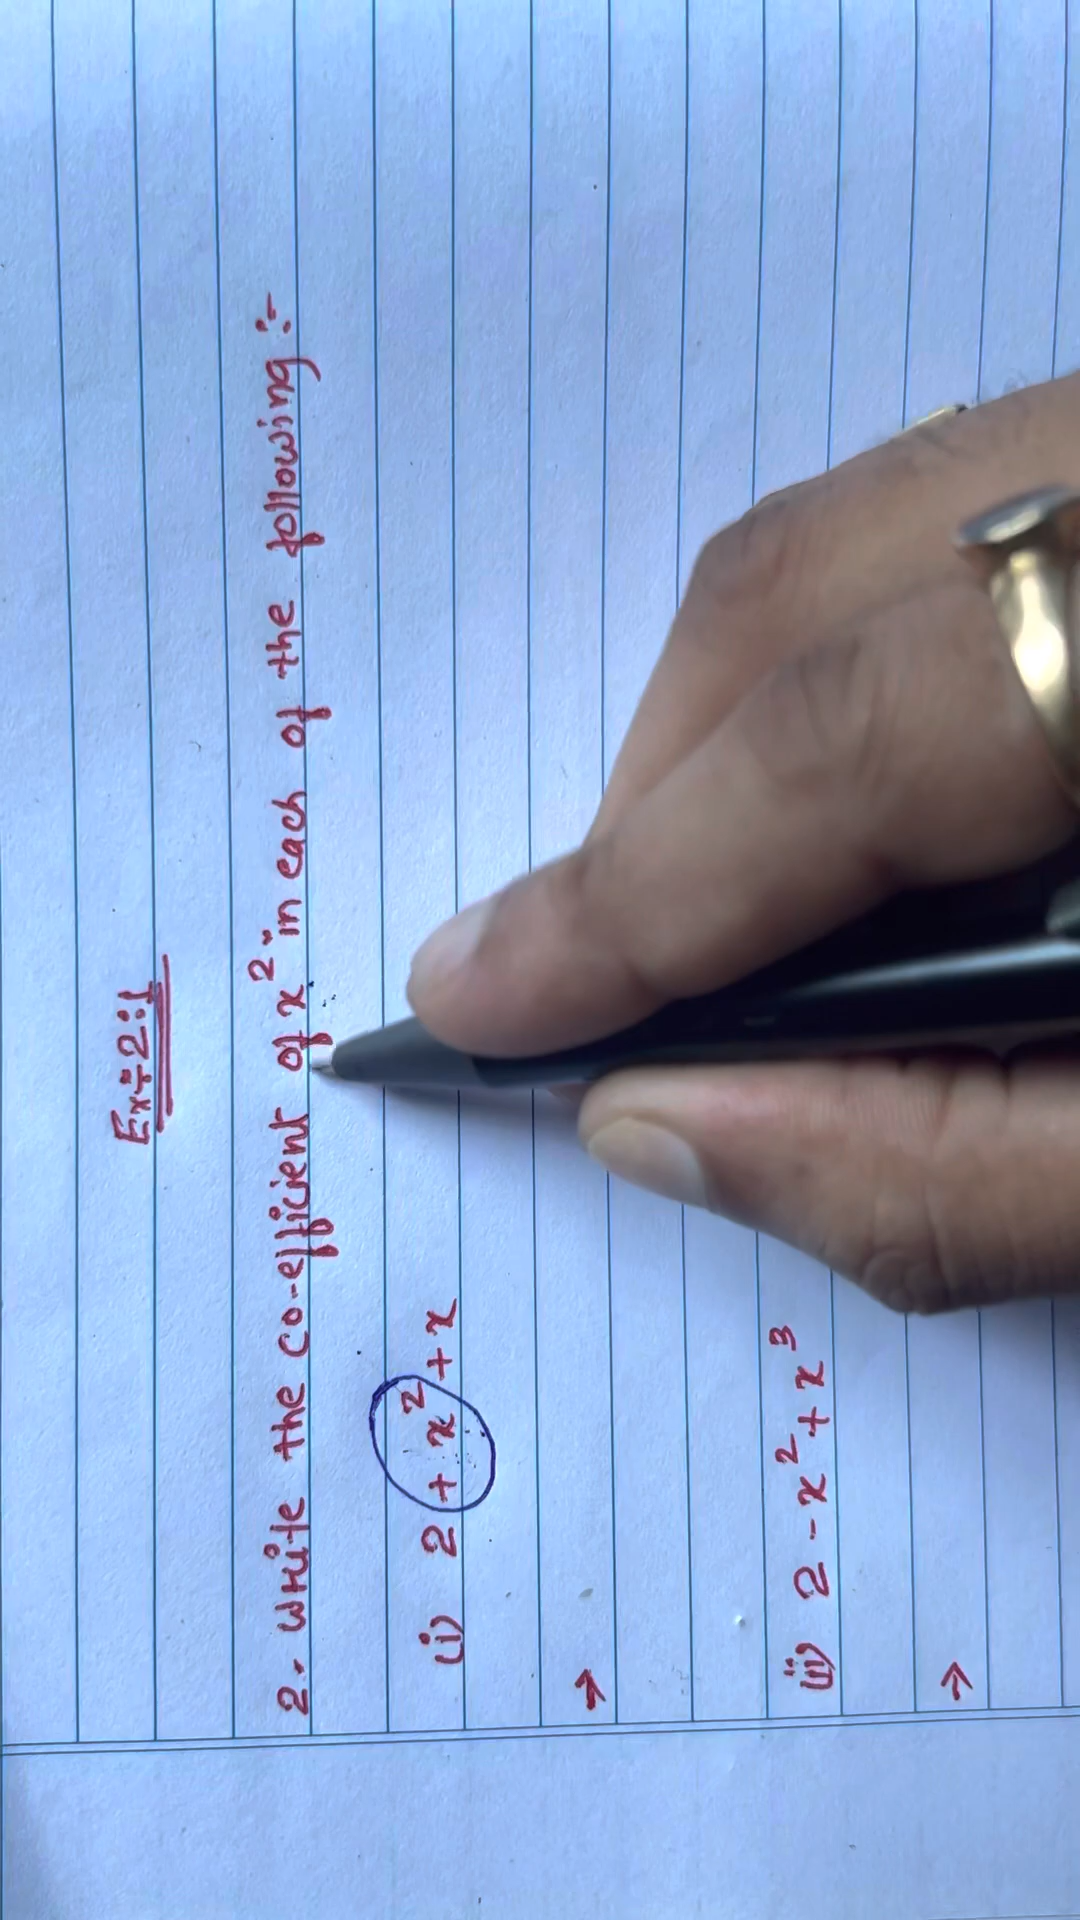 Ex÷2:1
2. Write the co-efficient of x² in each of the following :-
(i) 2 + x² + x
→
(ii) 2 - x² + x³
→